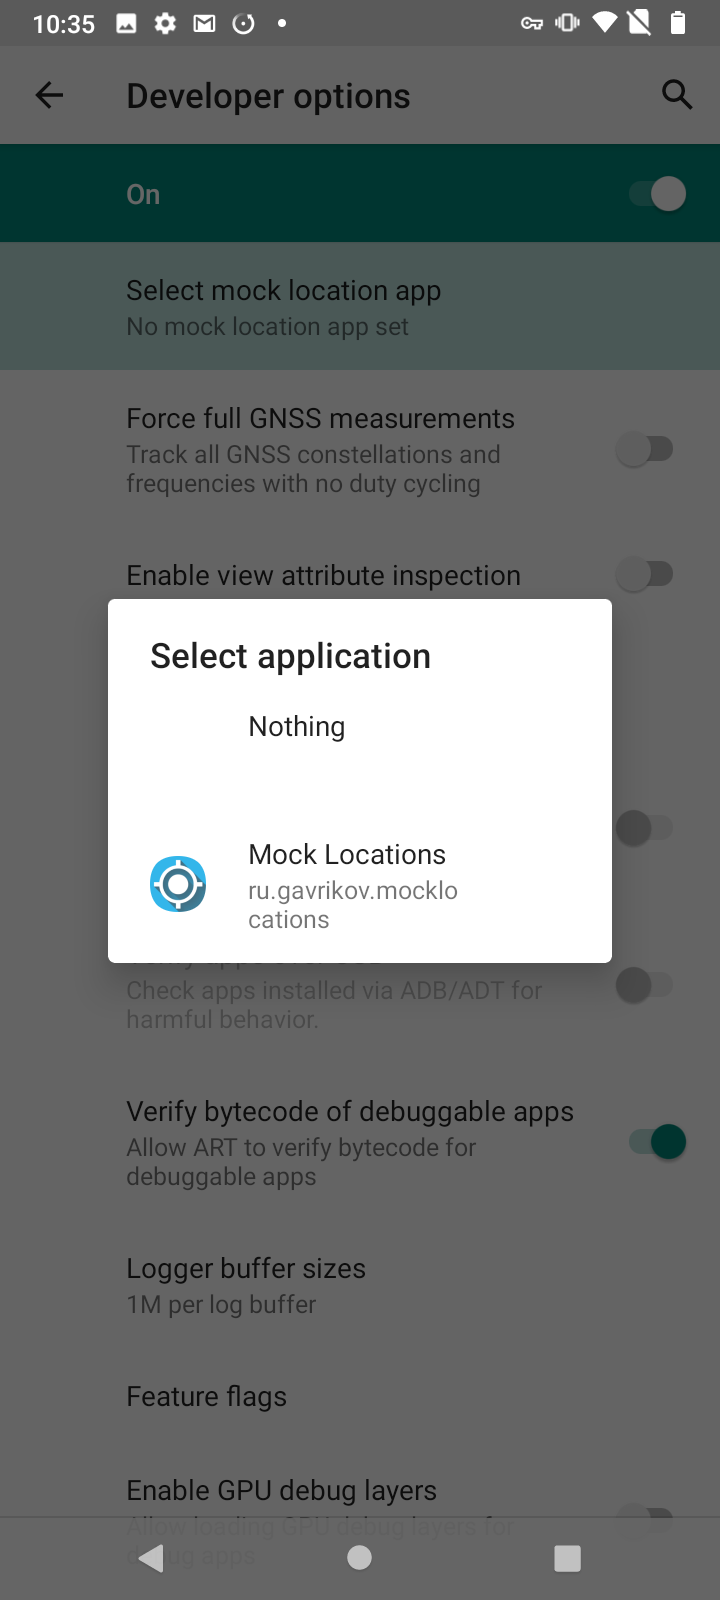 10:35
Developer options
On
Select mock location app
No mock location app set
Force full GNSS measurements
Track all GNSS constellations and
frequencies with no duty cycling
Enable view attribute inspection
Select application
Nothing
Mock Locations
ru.gavrikov.mocklo
cations
Check apps installed via ADB/ADT for
harmful behavior.
Verify bytecode of debuggable apps
Allow ART to verify bytecode for
debuggable apps
Logger buffer sizes
1M per log buffer
Feature flags
Enable GPU debug layers
Allow loading GPU debug layers for
debug apps